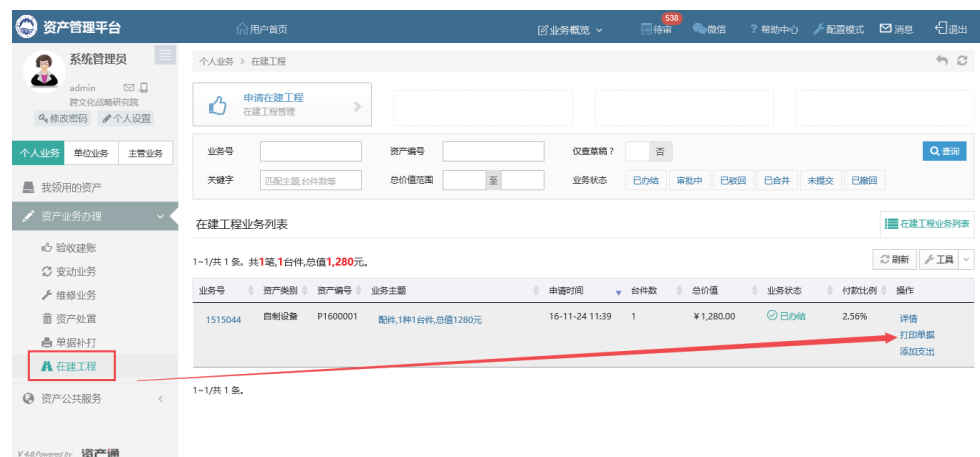 资产管理平台
用户首页
业务概览
538
待审
微信
? 帮助中心
配置模式
消息
退出
系统管理员
admin
跨文化战略研究院
修改密码
个人设置
个人业务 单位业务 主管业务
我领用的资产
资产业务办理
验收建账
变动业务
维修业务
资产处置
单据补打
在建工程
资产公共服务
V 4.0.Powered by 资产通
个人业务 > 在建工程
申请在建工程
在建工程管理
业务号 资产编号 仅查草稿? 否 查询
关键字 匹配主题,台件数等 总价值范围 至 业务状态 已办结 审批中 已驳回 已合并 未提交 已撤回
在建工程业务列表
在建工程业务列表
1~1/共 1 条。共1笔,1台件,总值1,280元。
刷新 工具
业务号 资产类别 资产编号 业务主题 申请时间 台件数 总价值 业务状态 付款比例 操作
1515044 自制设备 P1600001 配件,1种1台件,总值1280元 16-11-24 11:39 1 ¥1,280.00 已办结 2.56% 详情
打印单据
添加支出
1~1/共 1 条。